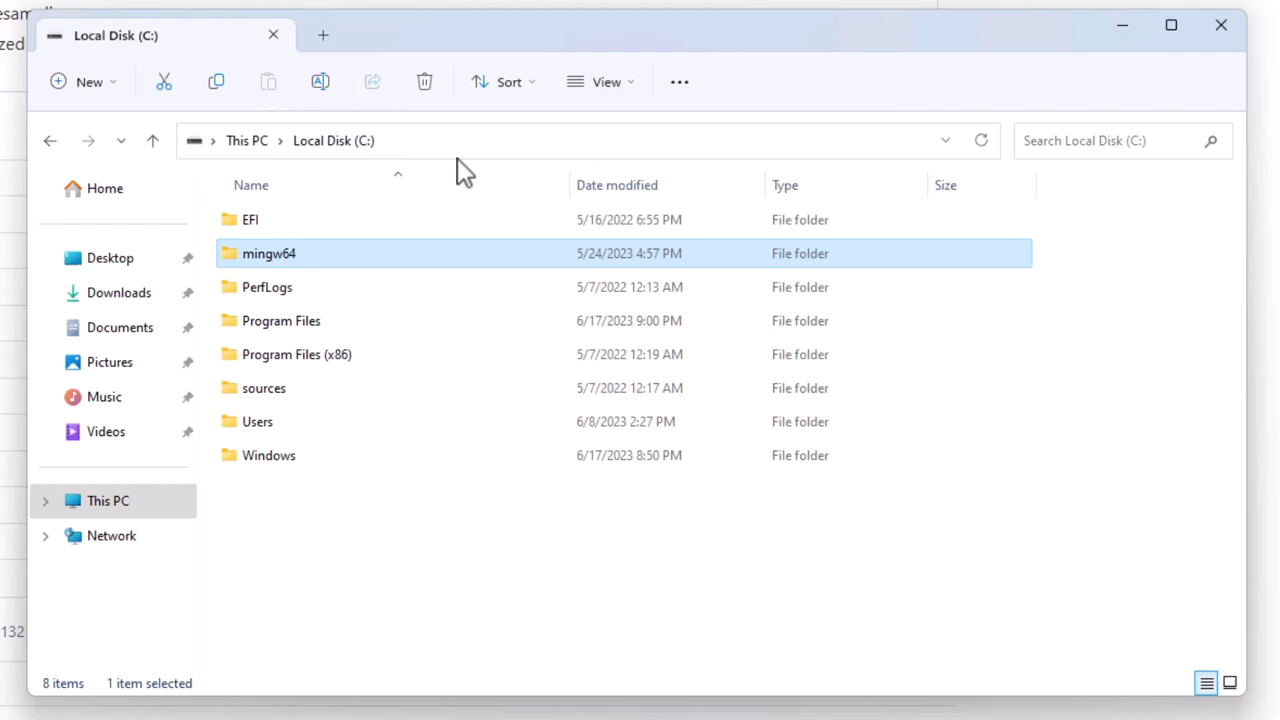 esam
zed
132
Local Disk (C:)
New
Sort
View
This PC
Local Disk (C:)
Search Local Disk (C:)
Name
Date modified
Type
Size
EFI
5/16/2022 6:55 PM
File folder
mingw64
5/24/2023 4:57 PM
File folder
PerfLogs
5/7/2022 12:13 AM
File folder
Program Files
6/17/2023 9:00 PM
File folder
Program Files (x86)
5/7/2022 12:19 AM
File folder
sources
5/7/2022 12:17 AM
File folder
Users
6/8/2023 2:27 PM
File folder
Windows
6/17/2023 8:50 PM
File folder
Home
Desktop
Downloads
Documents
Pictures
Music
Videos
This PC
Network
8 items
1 item selected